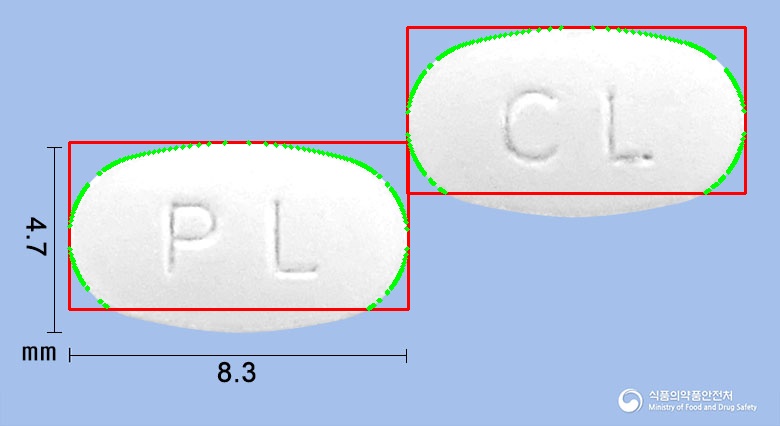 CL
PL
4.7
mm
8.3
식품의약품안전처
Ministry of Food and Drug Safety